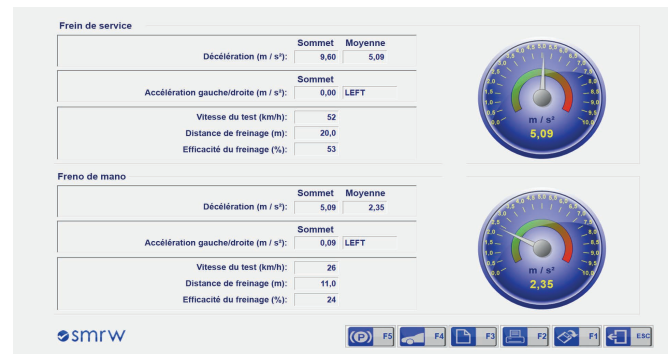 Frein de service
Sommet Moyenne
Décélération (m / s²): 9,60 5,09
Sommet
Accélération gauche/droite (m / s²): 0,00 LEFT
Vitesse du test (km/h): 52
Distance de freinage (m): 20,0
Efficacité du freinage (%): 53
m / s²
5,09
Freno de mano
Sommet Moyenne
Décélération (m / s²): 5,09 2,35
Sommet
Accélération gauche/droite (m / s²): 0,09 LEFT
Vitesse du test (km/h): 26
Distance de freinage (m): 11,0
Efficacité du freinage (%): 24
m / s²
2,35
smrw
(P) F5 F4 F3 F2 F1 ESC